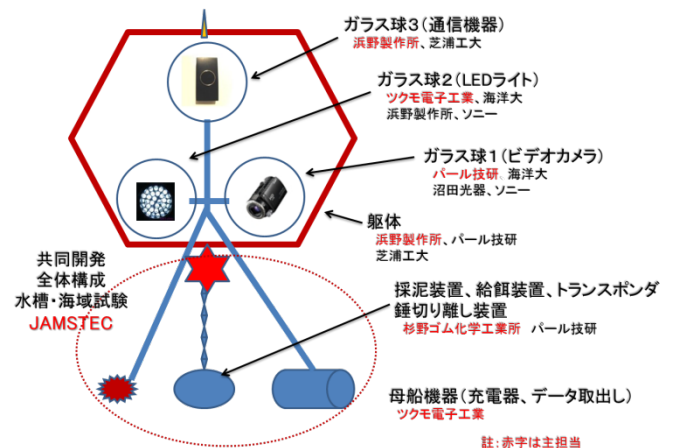 ガラス球3(通信機器)
浜野製作所、芝浦工大
ガラス球2(LEDライト)
ツクモ電子工業、海洋大
浜野製作所、ソニー
ガラス球1(ビデオカメラ)
パール技研、海洋大
沼田光器、ソニー
躯体
浜野製作所、パール技研
芝浦工大
共同開発
全体構成
水槽・海域試験
JAMSTEC
採泥装置、給餌装置、トランスポンダ
錘切り離し装置
杉野ゴム化学工業所 パール技研
母船機器(充電器、データ取出し)
ツクモ電子工業
註:赤字は主担当